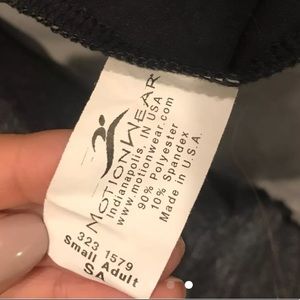 MOTIONWEAR
Indianapolis, IN USA
www.motionwear.com
90% Polyester
10% Spandex
Made in U.S.A.
323 1579
Small Adult
SA